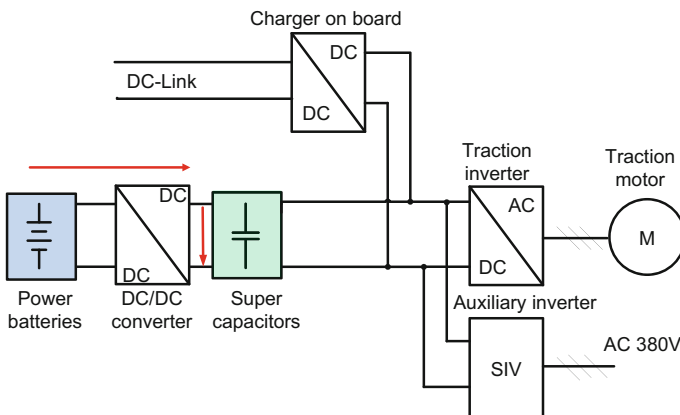 Charger on board
DC
DC-Link
DC
Traction
inverter
Traction
motor
DC
AC
M
DC
DC
Power
batteries
DC/DC
converter
Super
capacitors
Auxiliary inverter
SIV
AC 380V